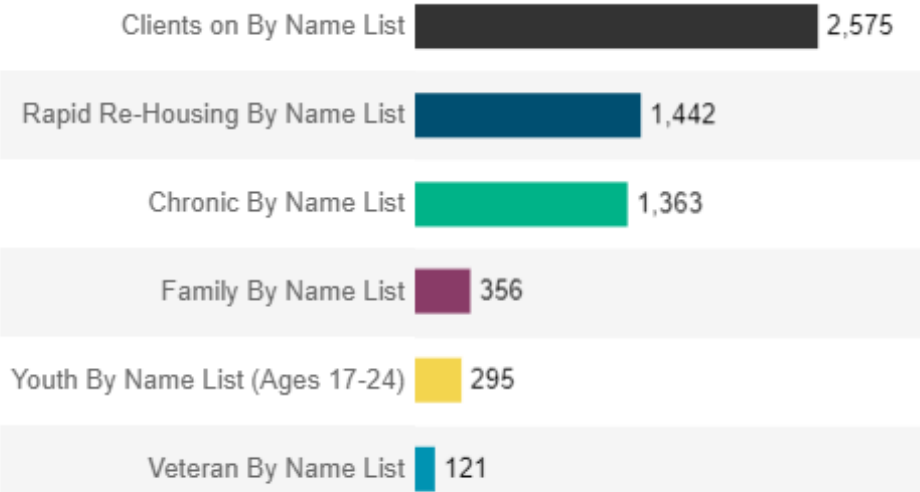 Clients on By Name List 2,575
Rapid Re-Housing By Name List 1,442
Chronic By Name List 1,363
Family By Name List 356
Youth By Name List (Ages 17-24) 295
Veteran By Name List 121